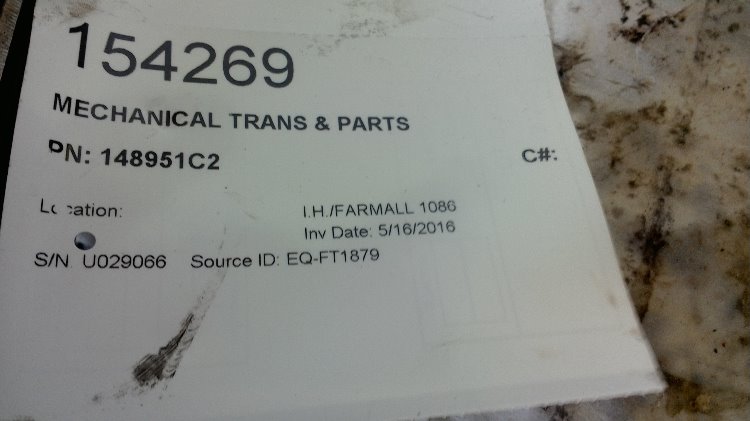 154269
MECHANICAL TRANS & PARTS
PN: 148951C2 C#:
Location: I.H./FARMALL 1086
Inv Date: 5/16/2016
S/N U029066 Source ID: EQ-FT1879